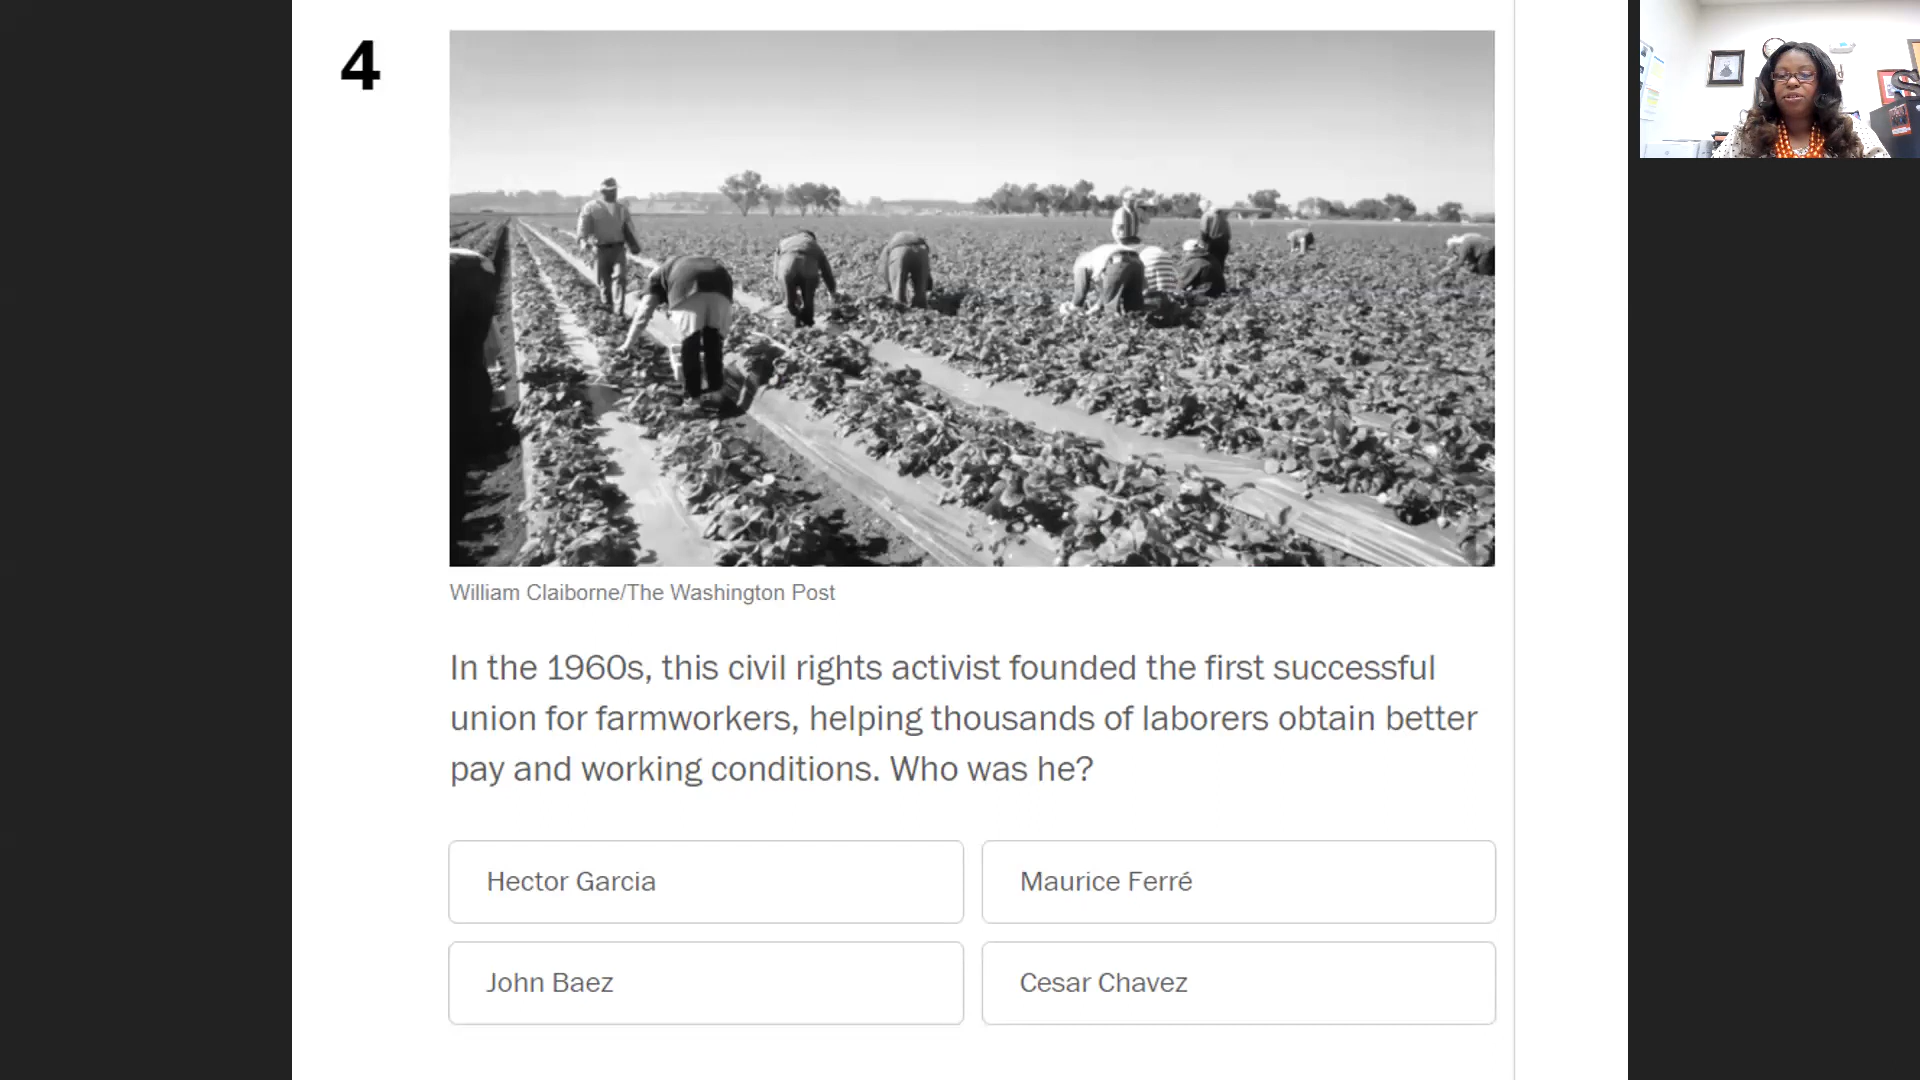 4
William Claiborne/The Washington Post
In the 1960s, this civil rights activist founded the first successful
union for farmworkers, helping thousands of laborers obtain better
pay and working conditions. Who was he?
Hector Garcia
Maurice Ferré
John Baez
Cesar Chavez